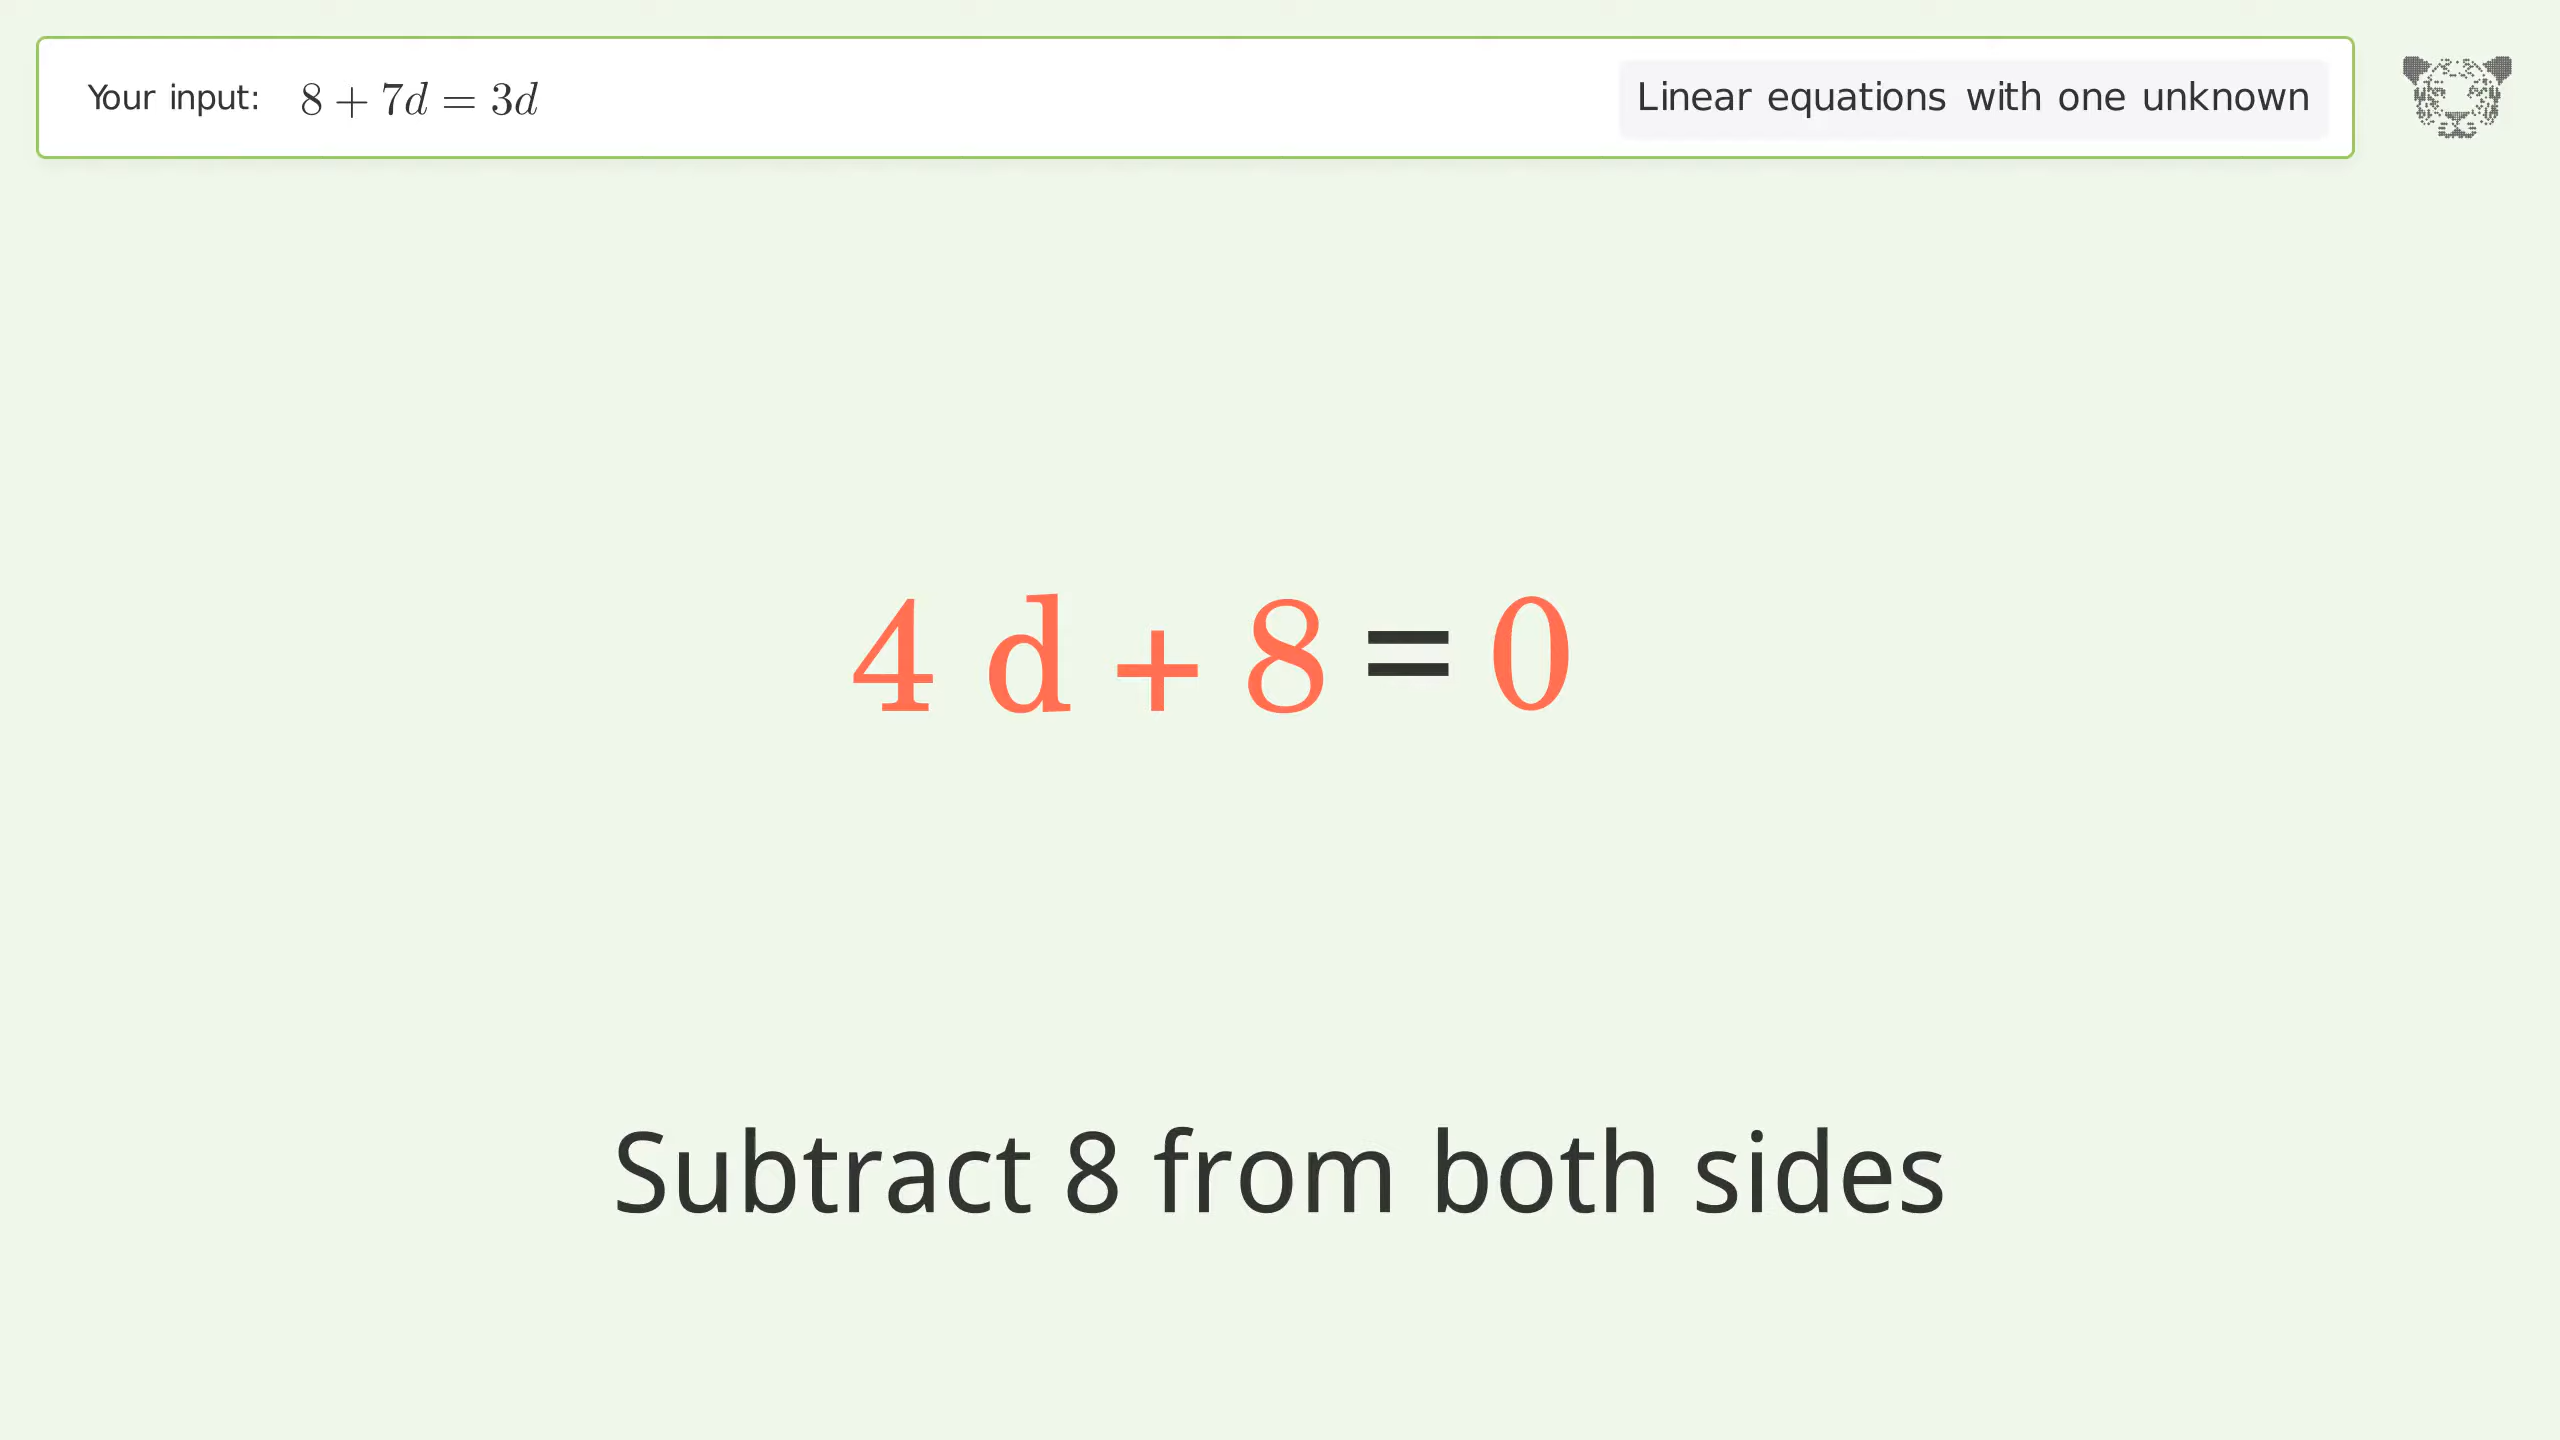 Your input: 8 + 7d = 3d
Linear equations with one unknown
4 d + 8 = 0
Subtract 8 from both sides